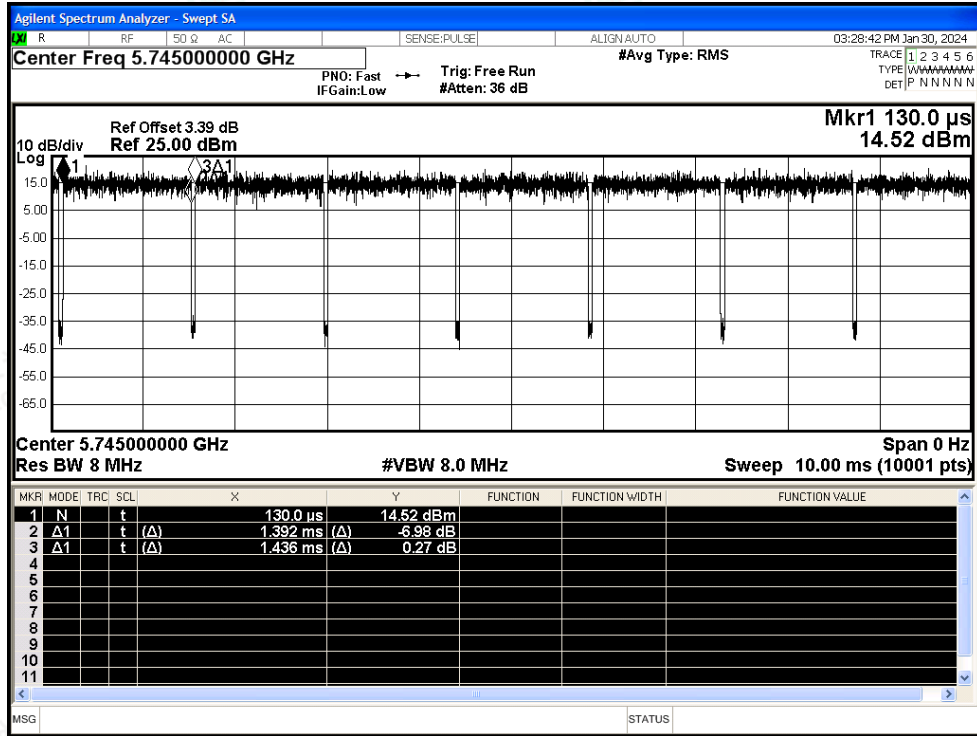 Agilent Spectrum Analyzer - Swept SA
LXI R RF 50 Ω AC SENSE:PULSE ALIGN AUTO 03:28:42 PM Jan 30, 2024
Center Freq 5.745000000 GHz #Avg Type: RMS TRACE 1 2 3 4 5 6
PNO: Fast Trig: Free Run TYPE W
IFGain:Low #Atten: 36 dB DET P N N N N N
Mkr1 130.0 µs
Ref Offset 3.39 dB
10 dB/div Ref 25.00 dBm 14.52 dBm
Log
1 3Δ1
15.0
5.00
-5.00
-15.0
-25.0
-35.0
-45.0
-55.0
-65.0
Center 5.745000000 GHz Span 0 Hz
Res BW 8 MHz #VBW 8.0 MHz Sweep 10.00 ms (10001 pts)
MKR MODE TRC SCL X Y FUNCTION FUNCTION WIDTH FUNCTION VALUE
1 N t 130.0 µs 14.52 dBm
2 Δ1 t (Δ) 1.392 ms (Δ) -6.98 dB
3 Δ1 t (Δ) 1.436 ms (Δ) 0.27 dB
4
5
6
7
8
9
10
11
MSG STATUS